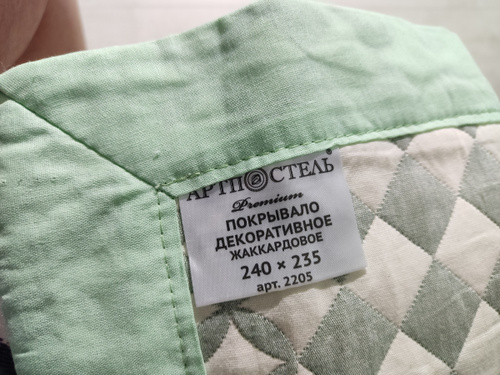 АРТПОСТЕЛЬ®
Premium
ПОКРЫВАЛО
ДЕКОРАТИВНОЕ
ЖАККАРДОВОЕ
240 × 235
арт. 2205